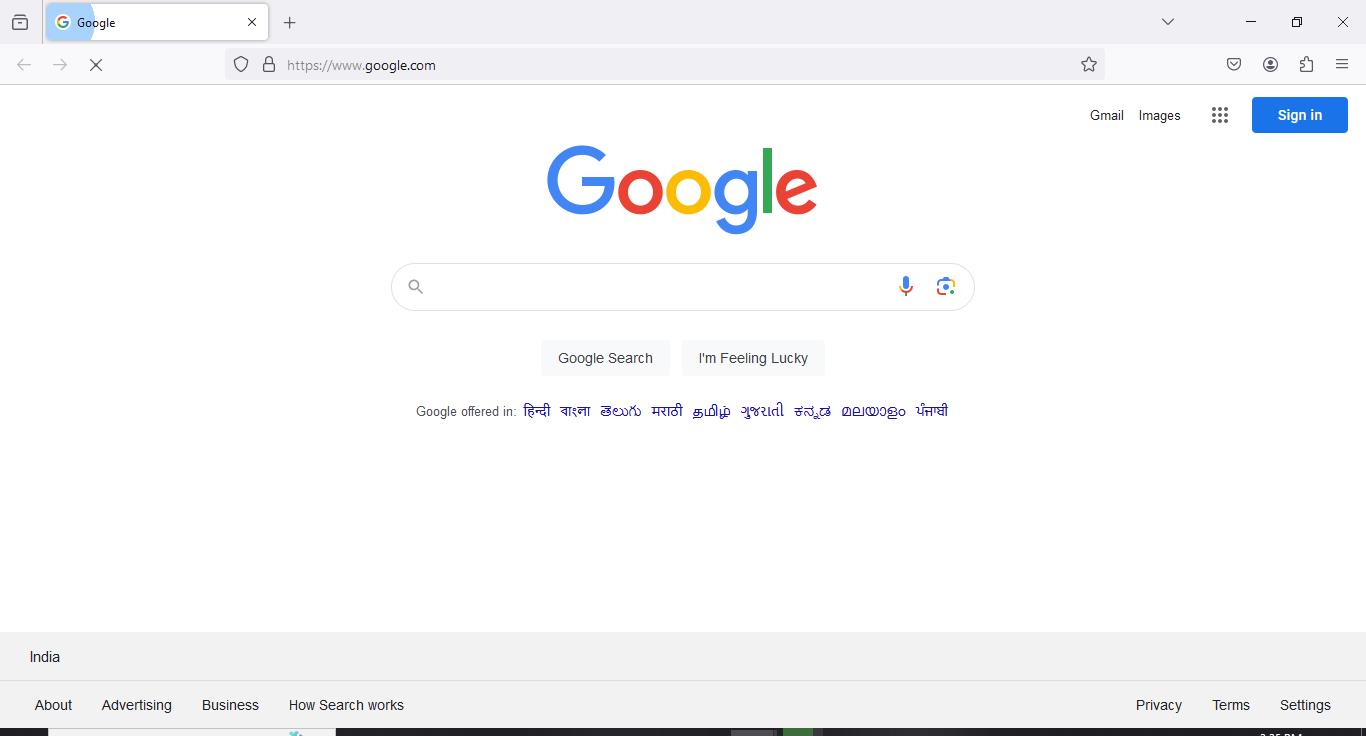 Google
https://www.google.com
Gmail Images Sign in
Google
Google Search I'm Feeling Lucky
Google offered in: हिन्दी বাংলা తెలుగు मराठी தமிழ் ગુજરાતી ಕನ್ನಡ മലയാളം ਪੰਜਾਬੀ
India
About Advertising Business How Search works Privacy Terms Settings